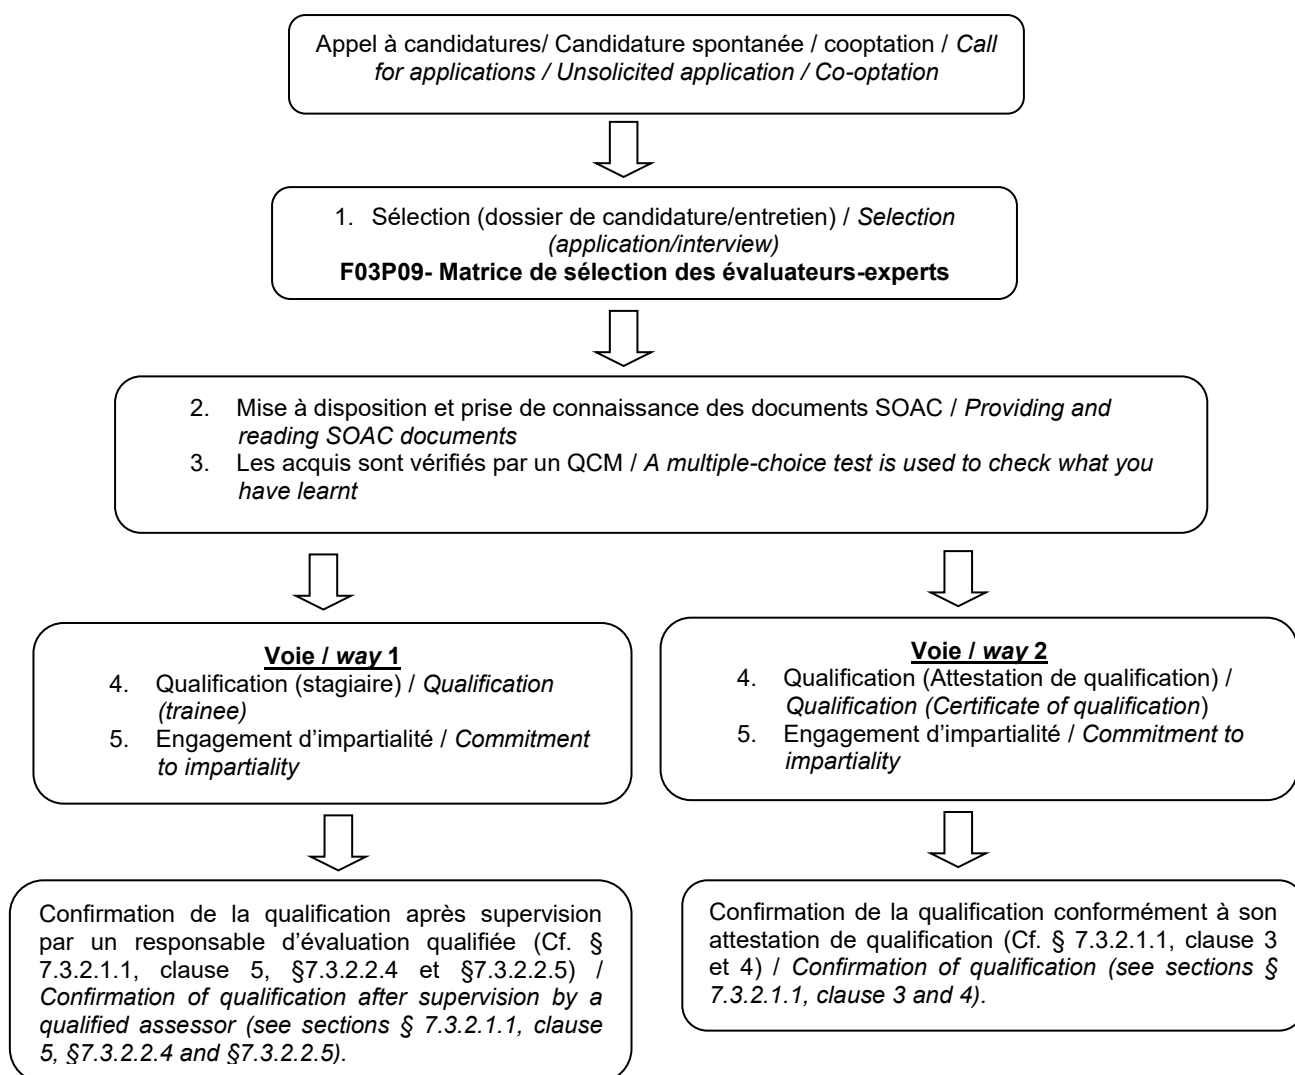 Appel à candidatures/ Candidature spontanée / cooptation / Call
for applications / Unsolicited application / Co-optation
1. Sélection (dossier de candidature/entretien) / Selection
(application/interview)
F03P09- Matrice de sélection des évaluateurs-experts
2. Mise à disposition et prise de connaissance des documents SOAC / Providing and
reading SOAC documents
3. Les acquis sont vérifiés par un QCM / A multiple-choice test is used to check what you
have learnt
Voie / way 1
4. Qualification (stagiaire) / Qualification
(trainee)
5. Engagement d’impartialité / Commitment
to impartiality
Voie / way 2
4. Qualification (Attestation de qualification) /
Qualification (Certificate of qualification)
5. Engagement d’impartialité / Commitment to
impartiality
Confirmation de la qualification après supervision
par un responsable d’évaluation qualifiée (Cf. §
7.3.2.1.1, clause 5, §7.3.2.2.4 et §7.3.2.2.5) /
Confirmation of qualification after supervision by a
qualified assessor (see sections § 7.3.2.1.1, clause
5, §7.3.2.2.4 and §7.3.2.2.5).
Confirmation de la qualification conformément à son
attestation de qualification (Cf. § 7.3.2.1.1, clause 3
et 4) / Confirmation of qualification (see sections §
7.3.2.1.1, clause 3 and 4).